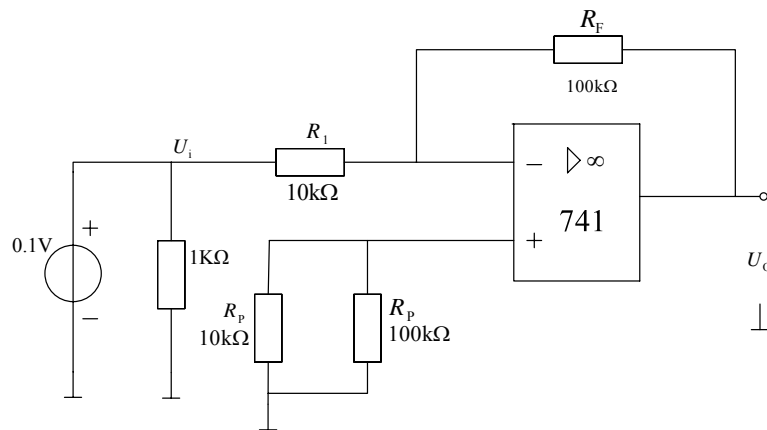 R_F
100kΩ
U_i
R_1
10kΩ
− ▷ ∞
741
+
0.1V
+
−
1KΩ
R_P
10kΩ
R_P
100kΩ
U_o